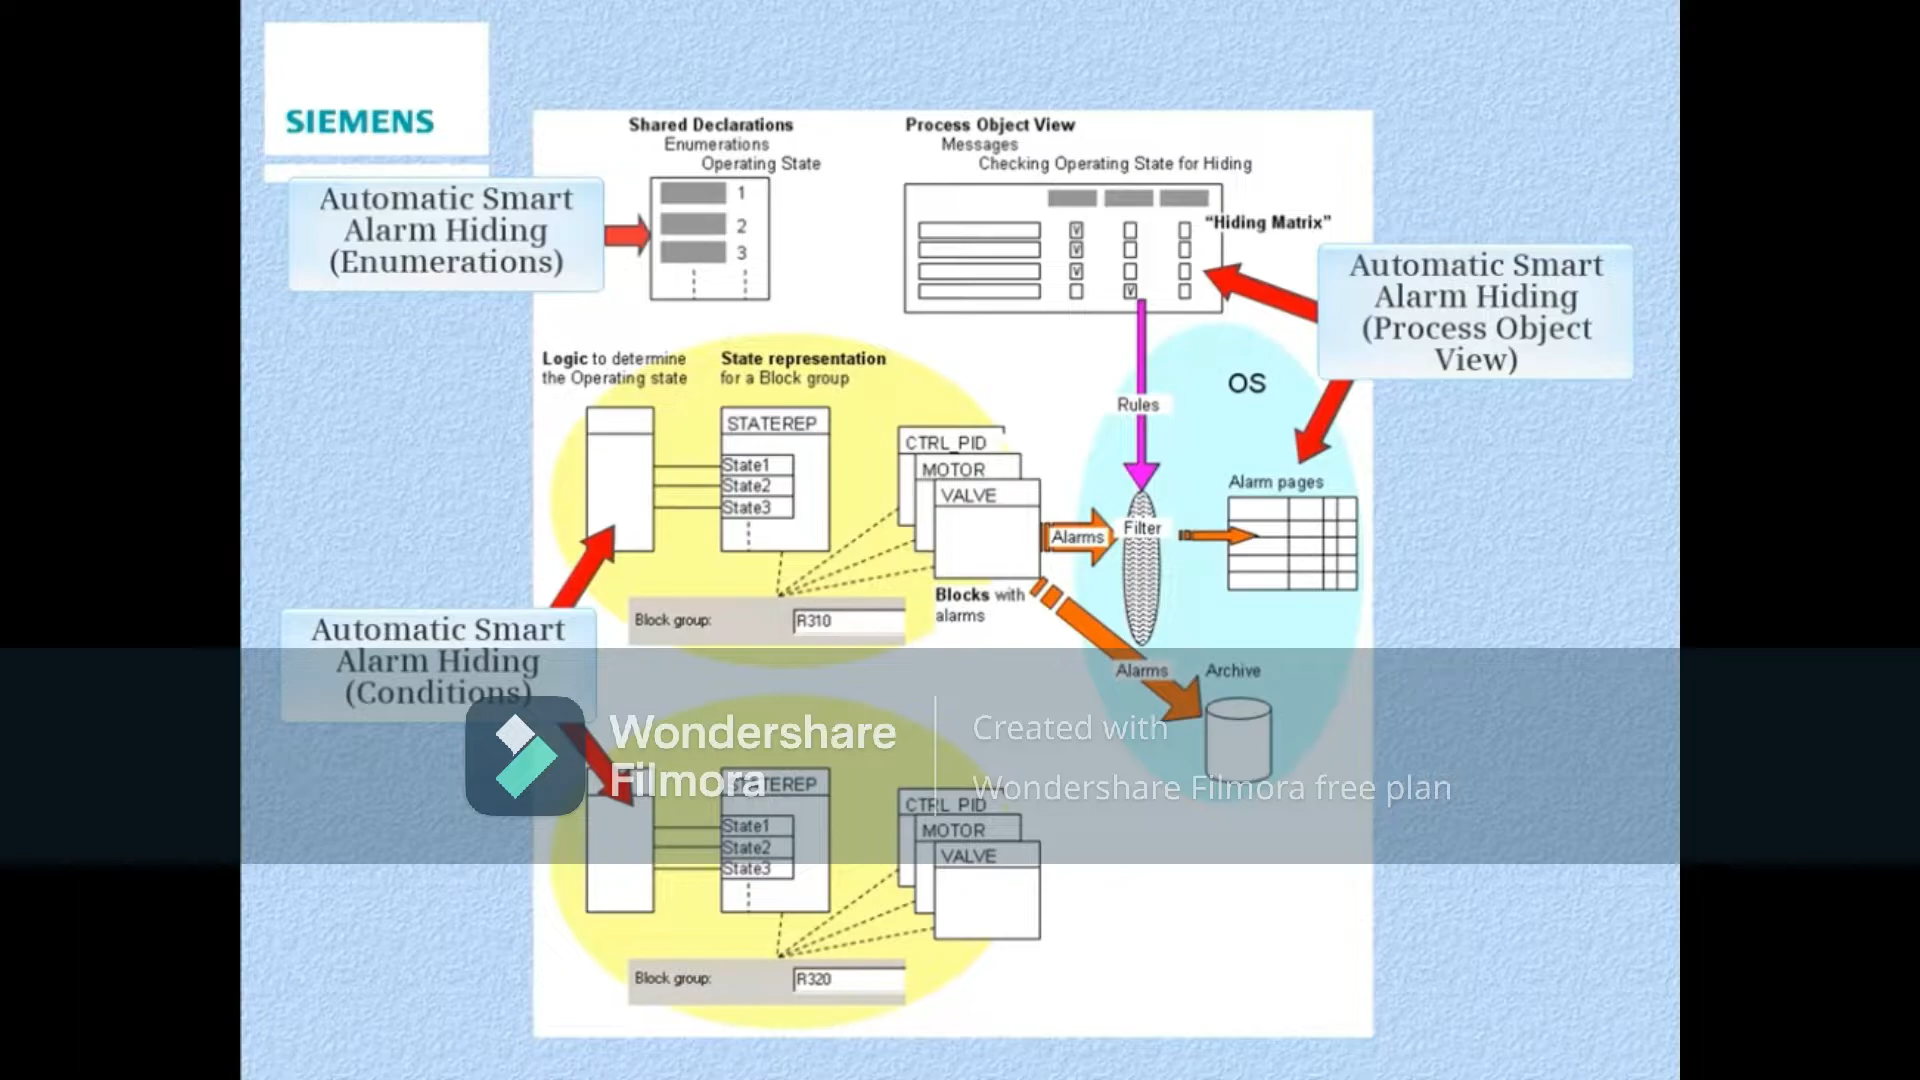 SIEMENS
Shared Declarations
Enumerations
Operating State
1
2
3
Process Object View
Messages
Checking Operating State for Hiding
"Hiding Matrix"
Automatic Smart
Alarm Hiding
(Enumerations)
Automatic Smart
Alarm Hiding
(Process Object
View)
Logic to determine
the Operating state
State representation
for a Block group
STATEREP
State1
State2
State3
CTRL_PID
MOTOR
VALVE
Block group:
R310
Blocks with
alarms
Alarms
Rules
OS
Filter
Alarm pages
Alarms
Archive
Automatic Smart
Alarm Hiding
(Conditions)
Wondershare
Filmora
Created with
Wondershare Filmora free plan
STATEREP
State1
State2
State3
CTRL_PID
MOTOR
VALVE
Block group:
R320